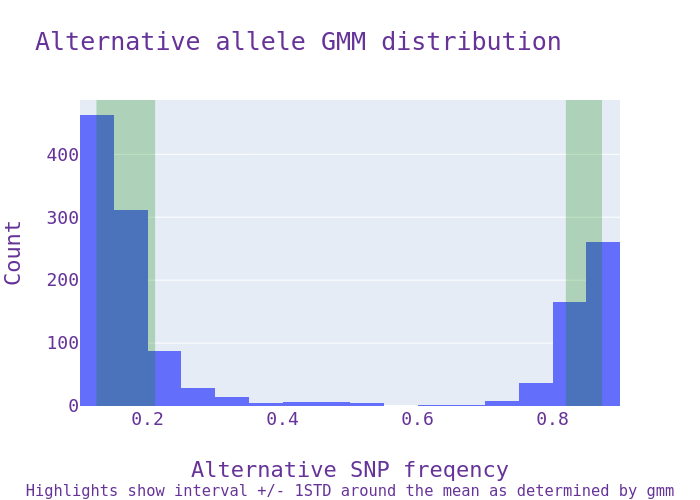 Alternative allele GMM distribution
Count
400
300
200
100
0
0.2
0.4
0.6
0.8
Alternative SNP freqency
Highlights show interval +/- 1STD around the mean as determined by gmm